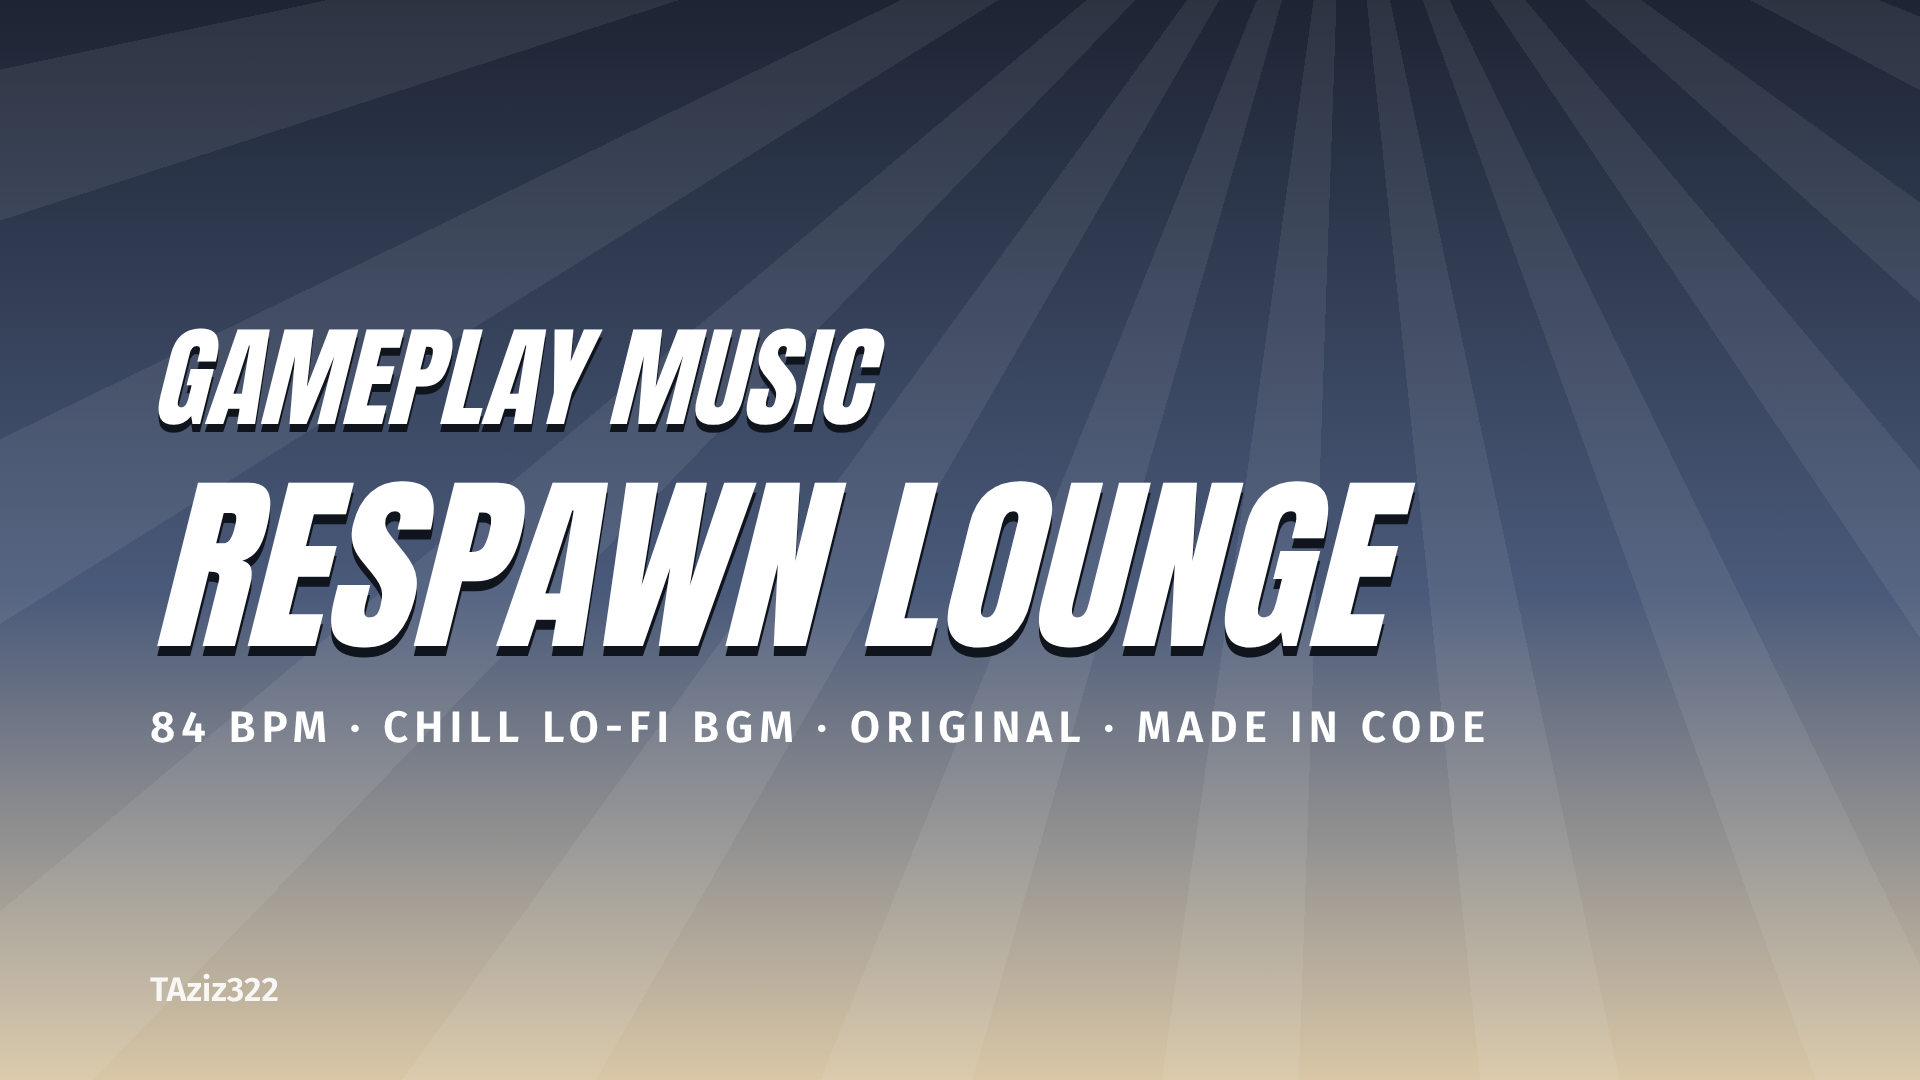 GAMEPLAY MUSIC
RESPAWN LOUNGE
84 BPM · CHILL LO-FI BGM · ORIGINAL · MADE IN CODE
TAziz322